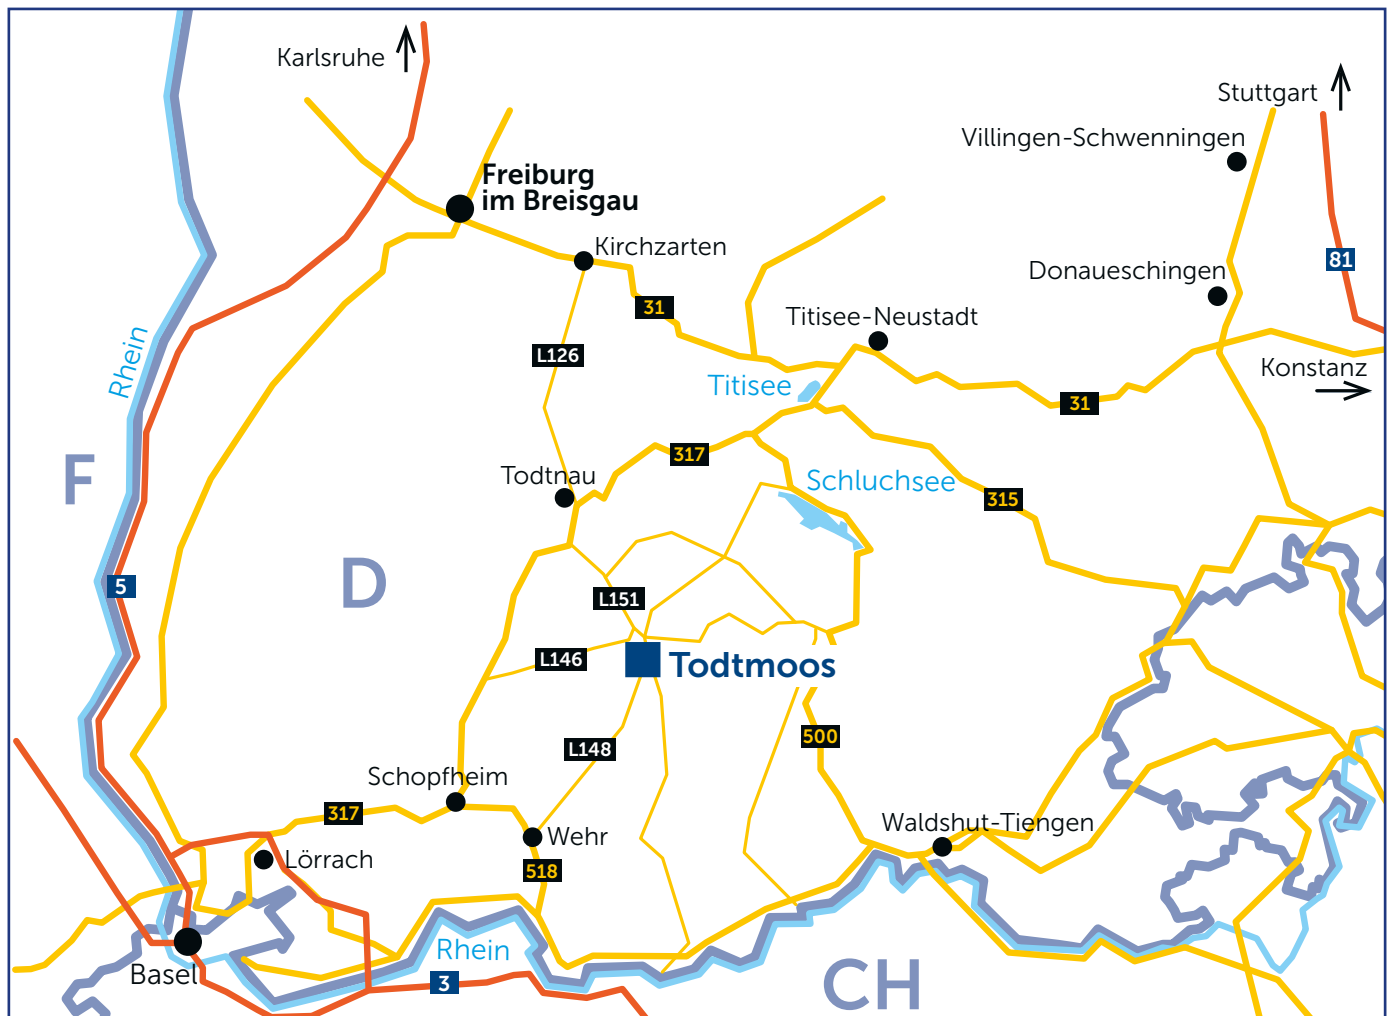 Karlsruhe
Stuttgart
Villingen-Schwenningen
Freiburg
im Breisgau
Kirchzarten
81
Donaueschingen
31
Titisee-Neustadt
L126
Rhein
Konstanz
Titisee
31
317
F
Todtnau
Schluchsee
315
D
5
L151
L146
Todtmoos
500
L148
Schopfheim
317
Waldshut-Tiengen
Wehr
Lörrach
518
Rhein
Basel
3
CH